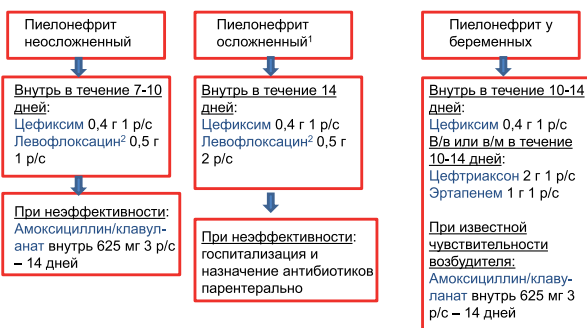 Пиелонефрит
неосложненный
Внутрь в течение 7-10
дней:
Цефиксим 0,4 г 1 р/с
Левофлоксацин² 0,5 г
1 р/с
При неэффективности:
Амоксициллин/клавул-
анат внутрь 625 мг 3 р/с
– 14 дней
Пиелонефрит
осложненный¹
Внутрь в течение 14
дней:
Цефиксим 0,4 г 1 р/с
Левофлоксацин² 0,5 г
2 р/с
При неэффективности:
госпитализация и
назначение антибиотиков
парентерально
Пиелонефрит у
беременных
Внутрь в течение 10-14
дней:
Цефиксим 0,4 г 1 р/с
В/в или в/м в течение
10-14 дней:
Цефтриаксон 2 г 1 р/с
Эртапенем 1 г 1 р/с
При известной
чувствительности
возбудителя:
Амоксициллин/клаву-
ланат внутрь 625 мг 3
р/с – 14 дней